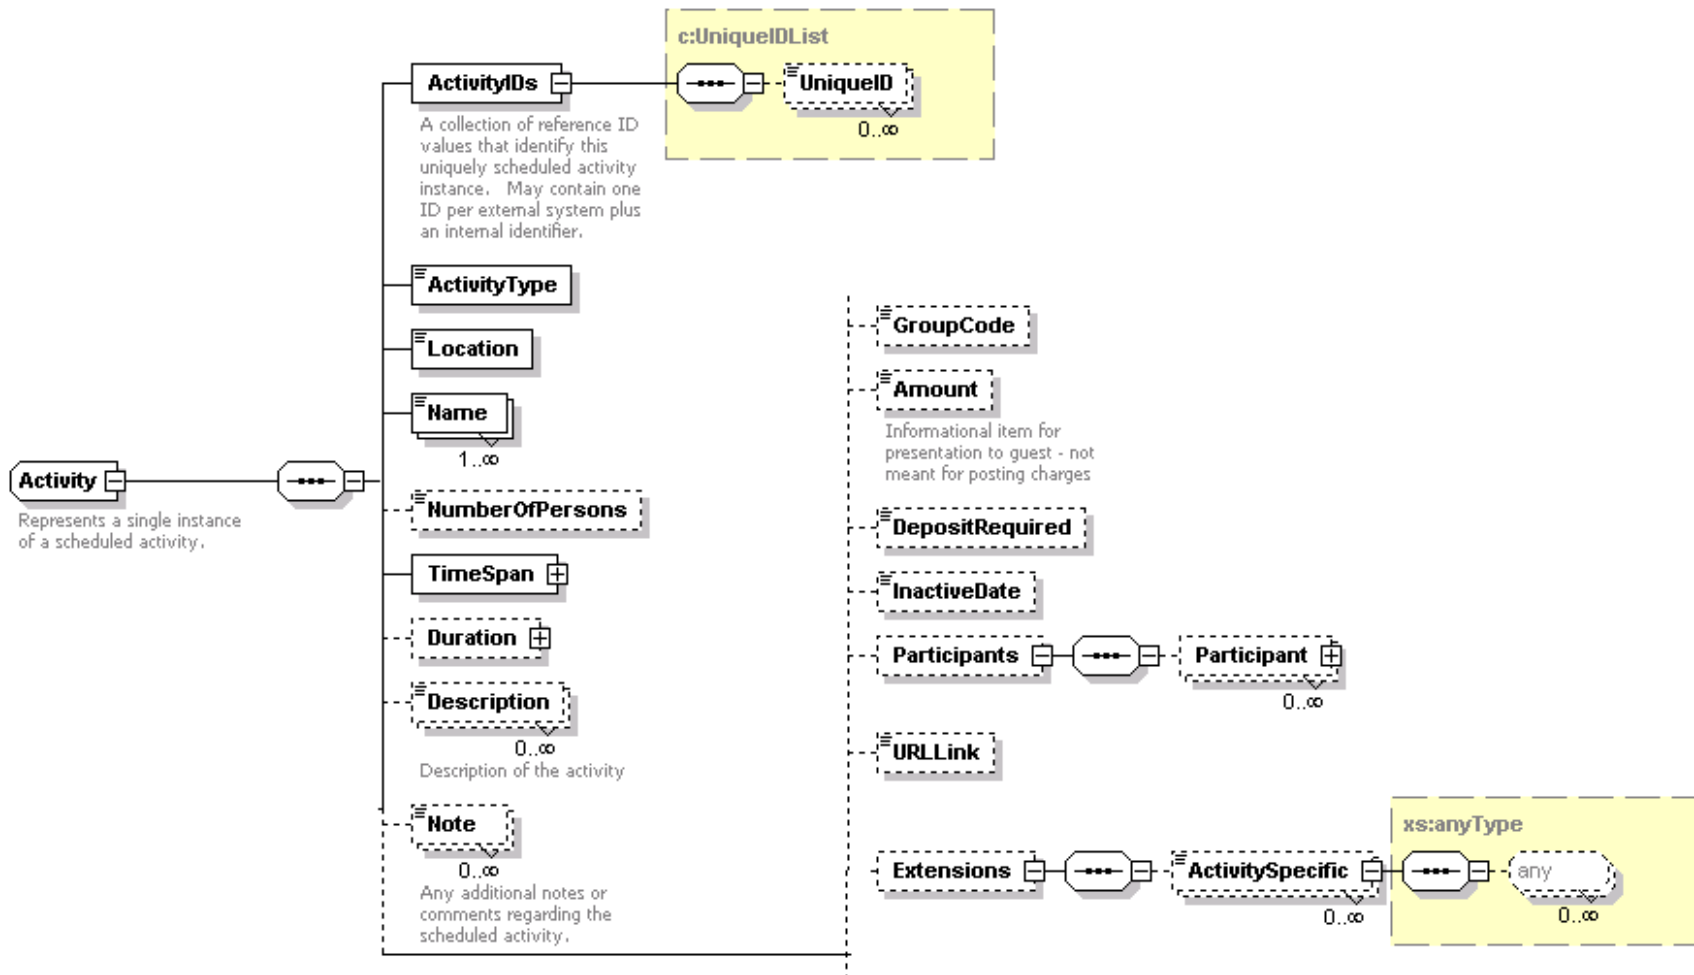 c:UniqueIDList
ActivityIDs
UniqueID
0..∞
A collection of reference ID
values that identify this
uniquely scheduled activity
instance. May contain one
ID per external system plus
an internal identifier.
ActivityType
Location
Name
1..∞
Activity
Represents a single instance
of a scheduled activity.
NumberOfPersons
TimeSpan
Duration
Description
0..∞
Description of the activity
Note
0..∞
Any additional notes or
comments regarding the
scheduled activity.
GroupCode
Amount
Informational item for
presentation to guest - not
meant for posting charges
DepositRequired
InactiveDate
Participants
Participant
0..∞
URLLink
xs:anyType
Extensions
ActivitySpecific
any
0..∞
0..∞